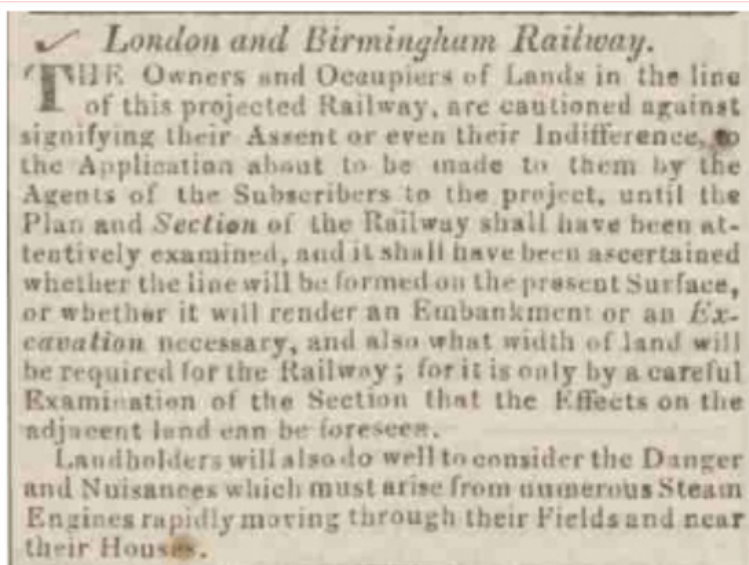 London and Birmingham Railway.
THE Owners and Occupiers of Lands in the line
of this projected Railway, are cautioned against
signifying their Assent or even their Indifference, to
the Application about to be made to them by the
Agents of the Subscribers to the project, until the
Plan and Section of the Railway shall have been at-
tentively examined, and it shall have been ascertained
whether the line will be formed on the present Surface,
or whether it will render an Embankment or an Ex-
cavation necessary, and also what width of land will
be required for the Railway; for it is only by a careful
Examination of the Section that the Effects on the
adjacent land can be foreseen.
Landholders will also do well to consider the Danger
and Nuisances which must arise from numerous Steam
Engines rapidly moving through their Fields and near
their Houses.